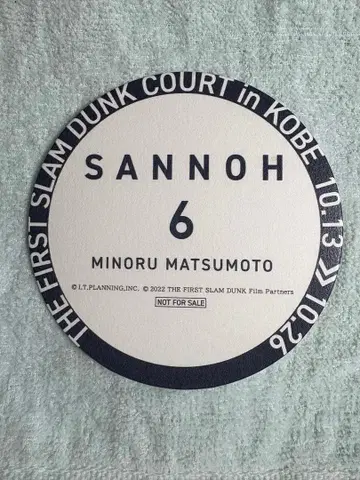 THE FIRST SLAM DUNK COURT in KOBE 10.13 》 10.26
SANNOH
6
MINORU MATSUMOTO
© I.T.PLANNING,INC. © 2022 THE FIRST SLAM DUNK Film Partners
NOT FOR SALE